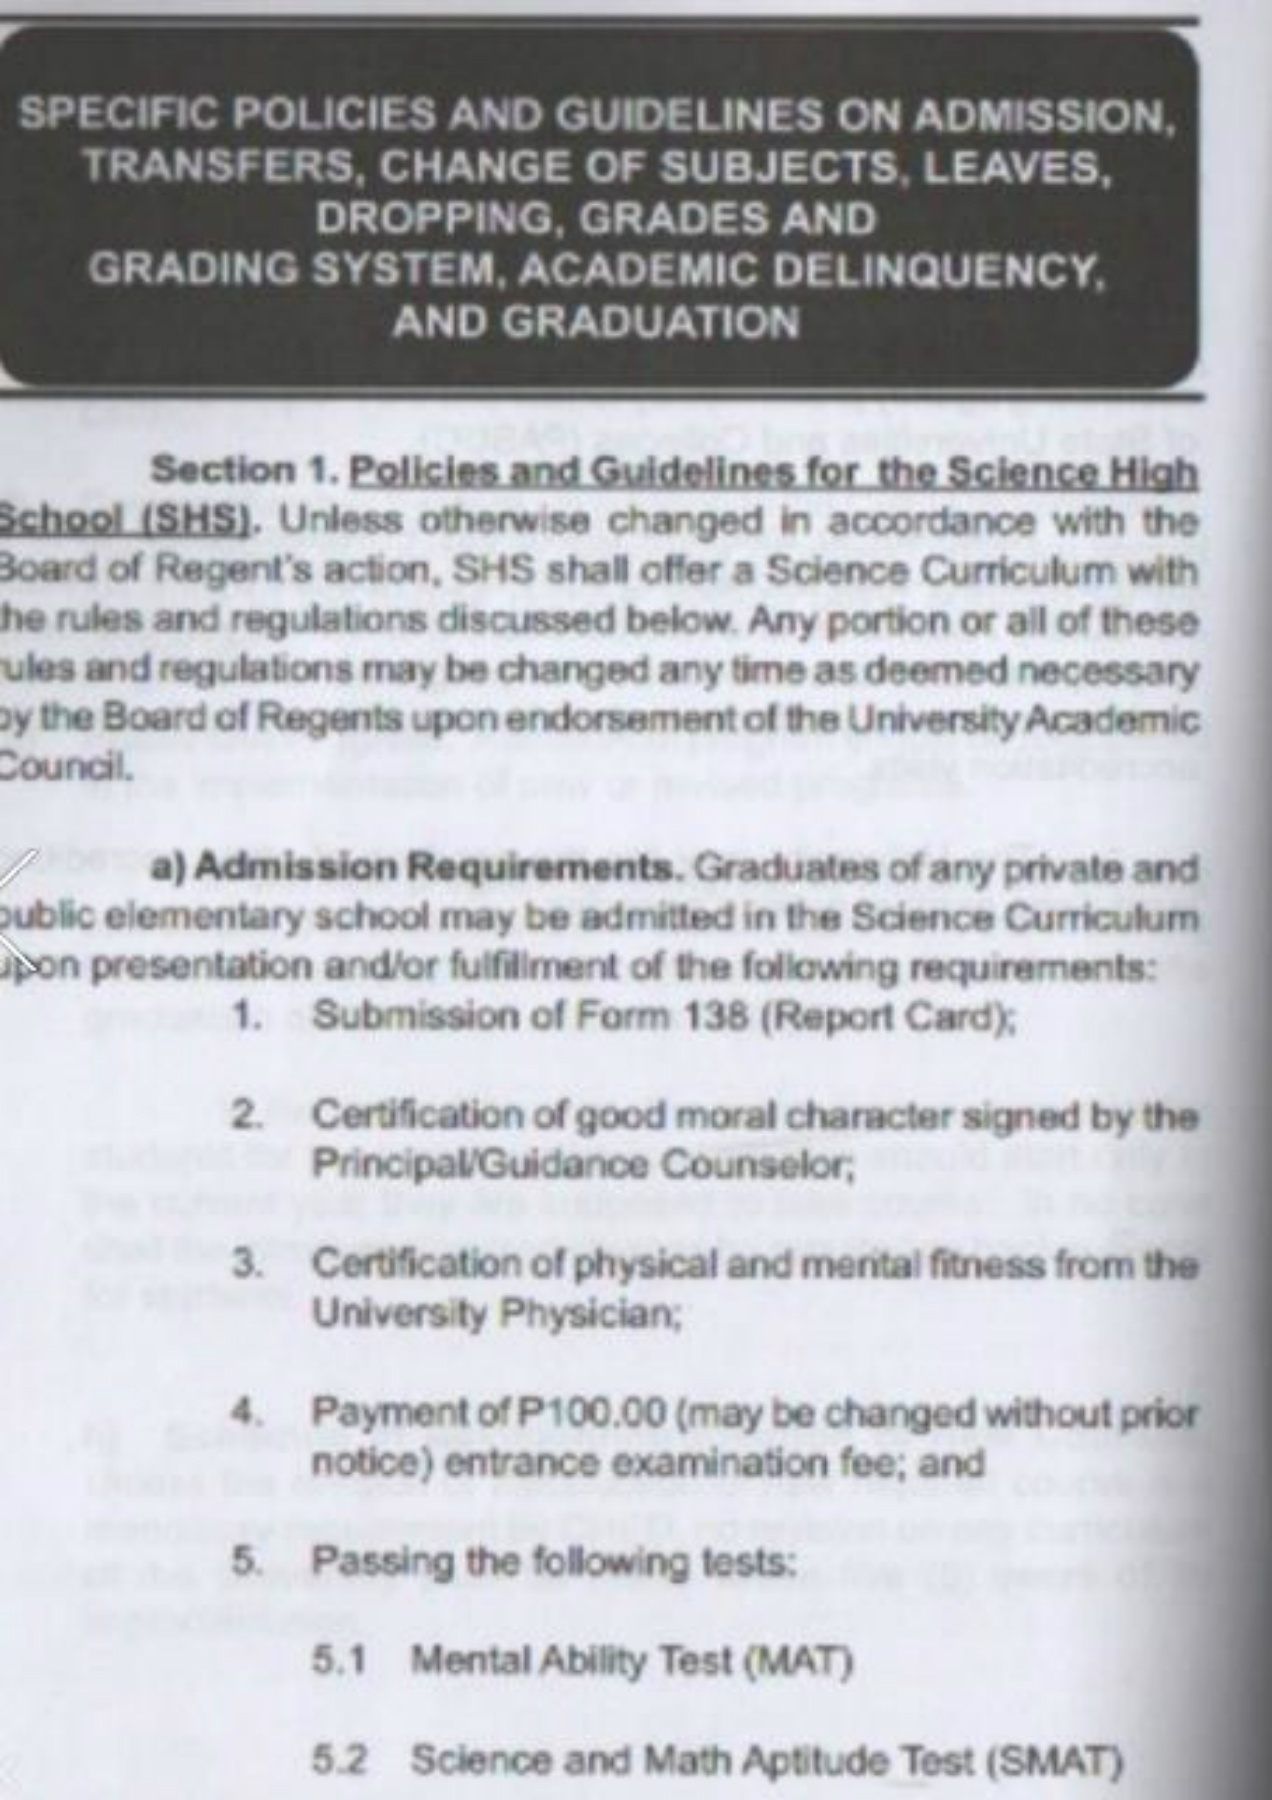 SPECIFIC POLICIES AND GUIDELINES ON ADMISSION,
TRANSFERS, CHANGE OF SUBJECTS, LEAVES,
DROPPING, GRADES AND
GRADING SYSTEM, ACADEMIC DELINQUENCY,
AND GRADUATION
Section 1. Policies and Guidelines for the Science High
School (SHS). Unless otherwise changed in accordance with the
Board of Regent's action, SHS shall offer a Science Curriculum with
the rules and regulations discussed below. Any portion or all of these
rules and regulations may be changed any time as deemed necessary
by the Board of Regents upon endorsement of the University Academic
Council.
a) Admission Requirements. Graduates of any private and
public elementary school may be admitted in the Science Curriculum
upon presentation and/or fulfillment of the following requirements:
1. Submission of Form 138 (Report Card);
2. Certification of good moral character signed by the
Principal/Guidance Counselor;
3. Certification of physical and mental fitness from the
University Physician;
4. Payment of P100.00 (may be changed without prior
notice) entrance examination fee; and
5. Passing the following tests:
5.1 Mental Ability Test (MAT)
5.2 Science and Math Aptitude Test (SMAT)